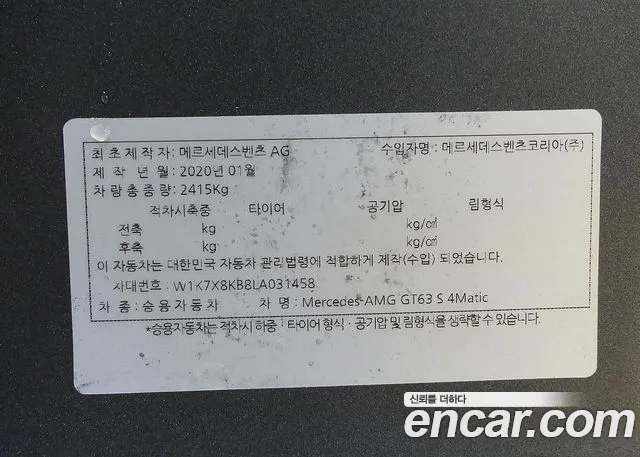 최초제작자: 메르세데스벤츠 AG 수입자명 : 메르세데스벤츠코리아(주)
제 작 년 월: 2020년 01월
차량총중량: 2415Kg
적차시축중 타이어 공기압 림형식
전축 kg kg/㎠
후축 kg kg/㎠
이 자동차는 대한민국 자동차 관리법령에 적합하게 제작(수입) 되었습니다.
차대번호 : W1K7X8KB8LA031458
차 종: 승용자동차 차 명: Mercedes-AMG GT63 S 4Matic
*승용자동차는 적차시 하중 : 타이어 형식 · 공기압 및 림형식을 생략할 수 있습니다.
신뢰를 더하다
encar.com